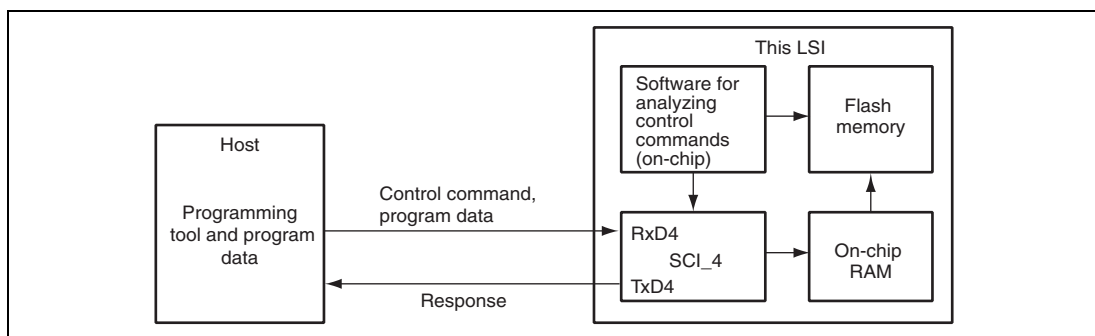 This LSI
Software for
analyzing
control
commands
(on-chip)
Flash
memory
Host
Programming
tool and program
data
Control command,
program data
RxD4
SCI_4
TxD4
On-chip
RAM
Response